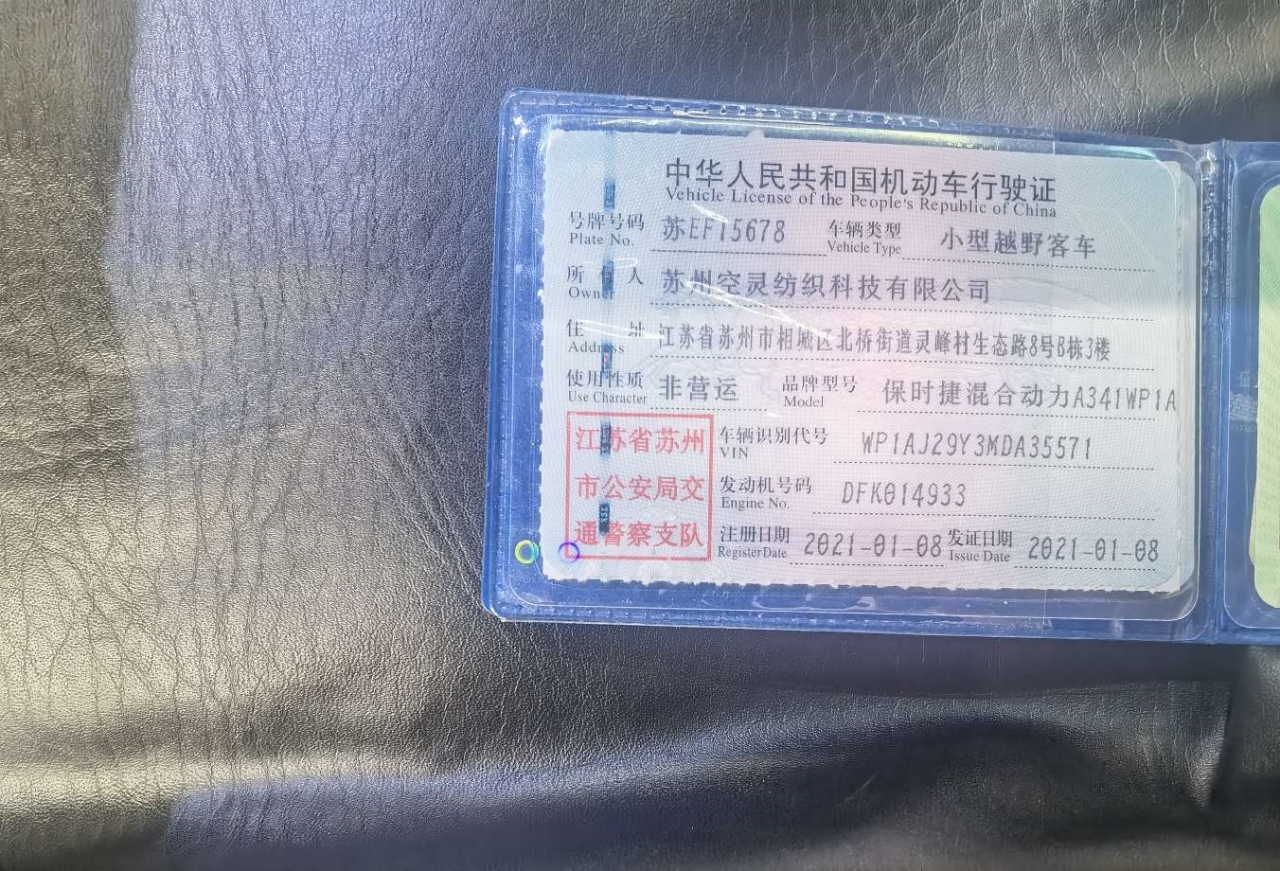 中华人民共和国机动车行驶证
Vehicle License of the People's Republic of China
号牌号码 苏EF15678 车辆类型 小型越野客车
Plate No. Vehicle Type
所有人 苏州空灵纺织科技有限公司
Owner
住址 江苏省苏州市相城区北桥街道灵峰村生态路8号B栋3楼
Address
使用性质 非营运 品牌型号 保时捷混合动力A341WP1A
Use Character Model
江苏省苏州 车辆识别代号 WP1AJ29Y3MDA35571
VIN
市公安局交 发动机号码 DFK014933
Engine No.
通警察支队 注册日期 2021-01-08 发证日期 2021-01-08
Register Date Issue Date